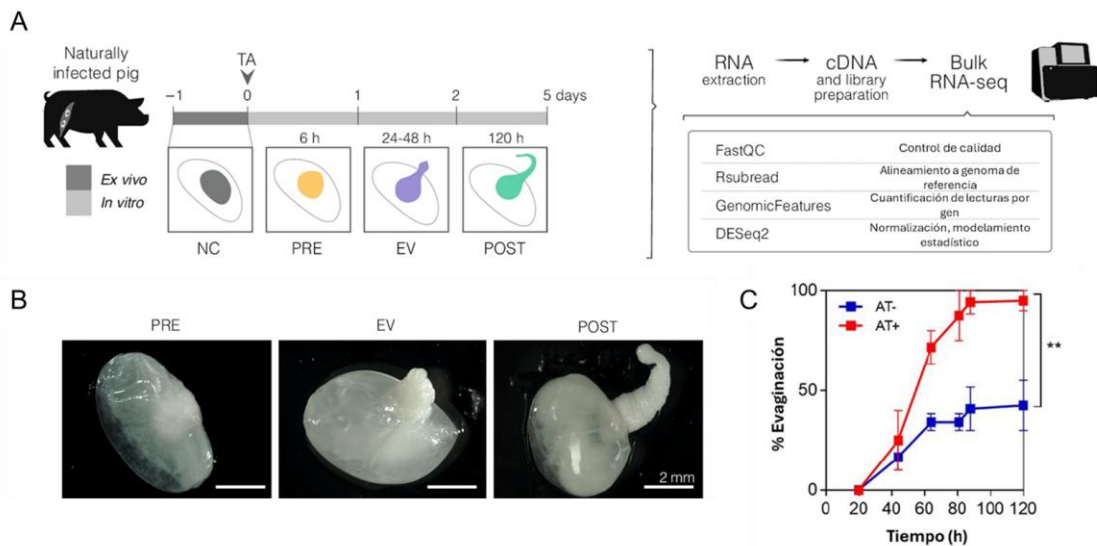 A
Naturally
infected pig
TA
−1 0 1 2 5 days
6 h 24-48 h 120 h
Ex vivo
In vitro
NC PRE EV POST
RNA
extraction
cDNA
and library
preparation
Bulk
RNA-seq
FastQC Control de calidad
Rsubread Alineamiento a genoma de
referencia
GenomicFeatures Cuantificación de lecturas por
gen
DESeq2 Normalización, modelamiento
estadístico
B
PRE EV POST
2 mm
C
100
50
0
% Evaginación
AT-
AT+
**
0 20 40 60 80 100 120
Tiempo (h)